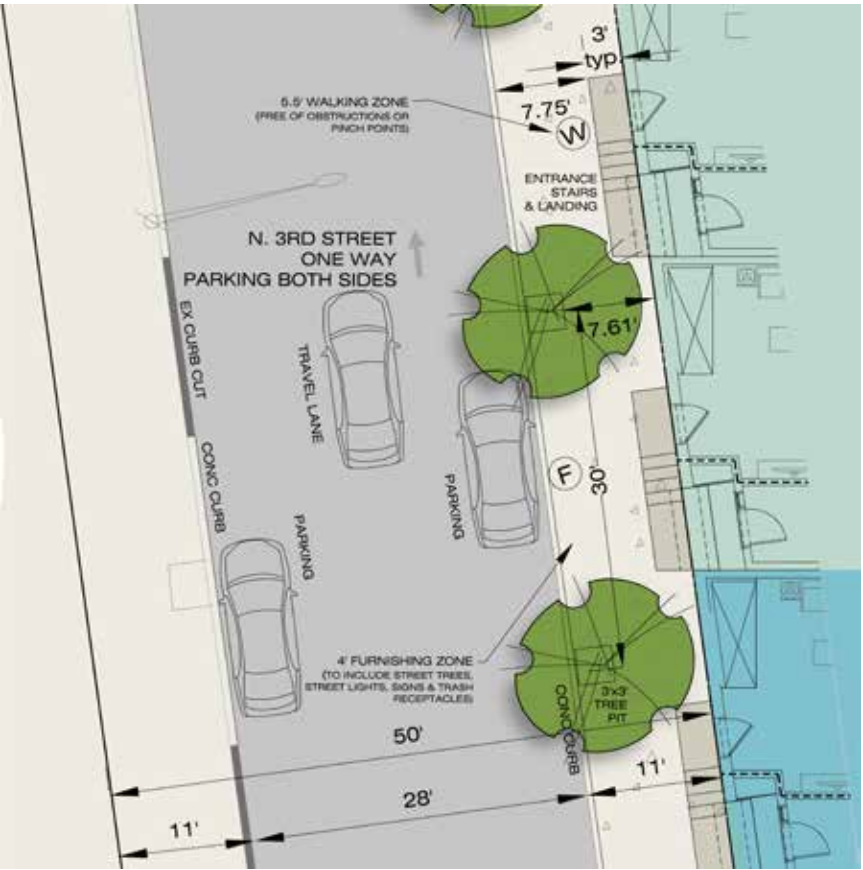 3'
typ.
5.5' WALKING ZONE
(FREE OF OBSTRUCTIONS OR
PINCH POINTS)
7.75'
W
ENTRANCE
STAIRS
& LANDING
N. 3RD STREET
ONE WAY
PARKING BOTH SIDES
7.61'
EX CURB CUT
TRAVEL LANE
CONC CURB
PARKING
PARKING
F
30'
4' FURNISHING ZONE
(TO INCLUDE STREET TREES,
STREET LIGHTS, SIGNS & TRASH
RECEPTACLES)
3'x3'
TREE
PIT
CONC CURB
50'
28'
11'
11'